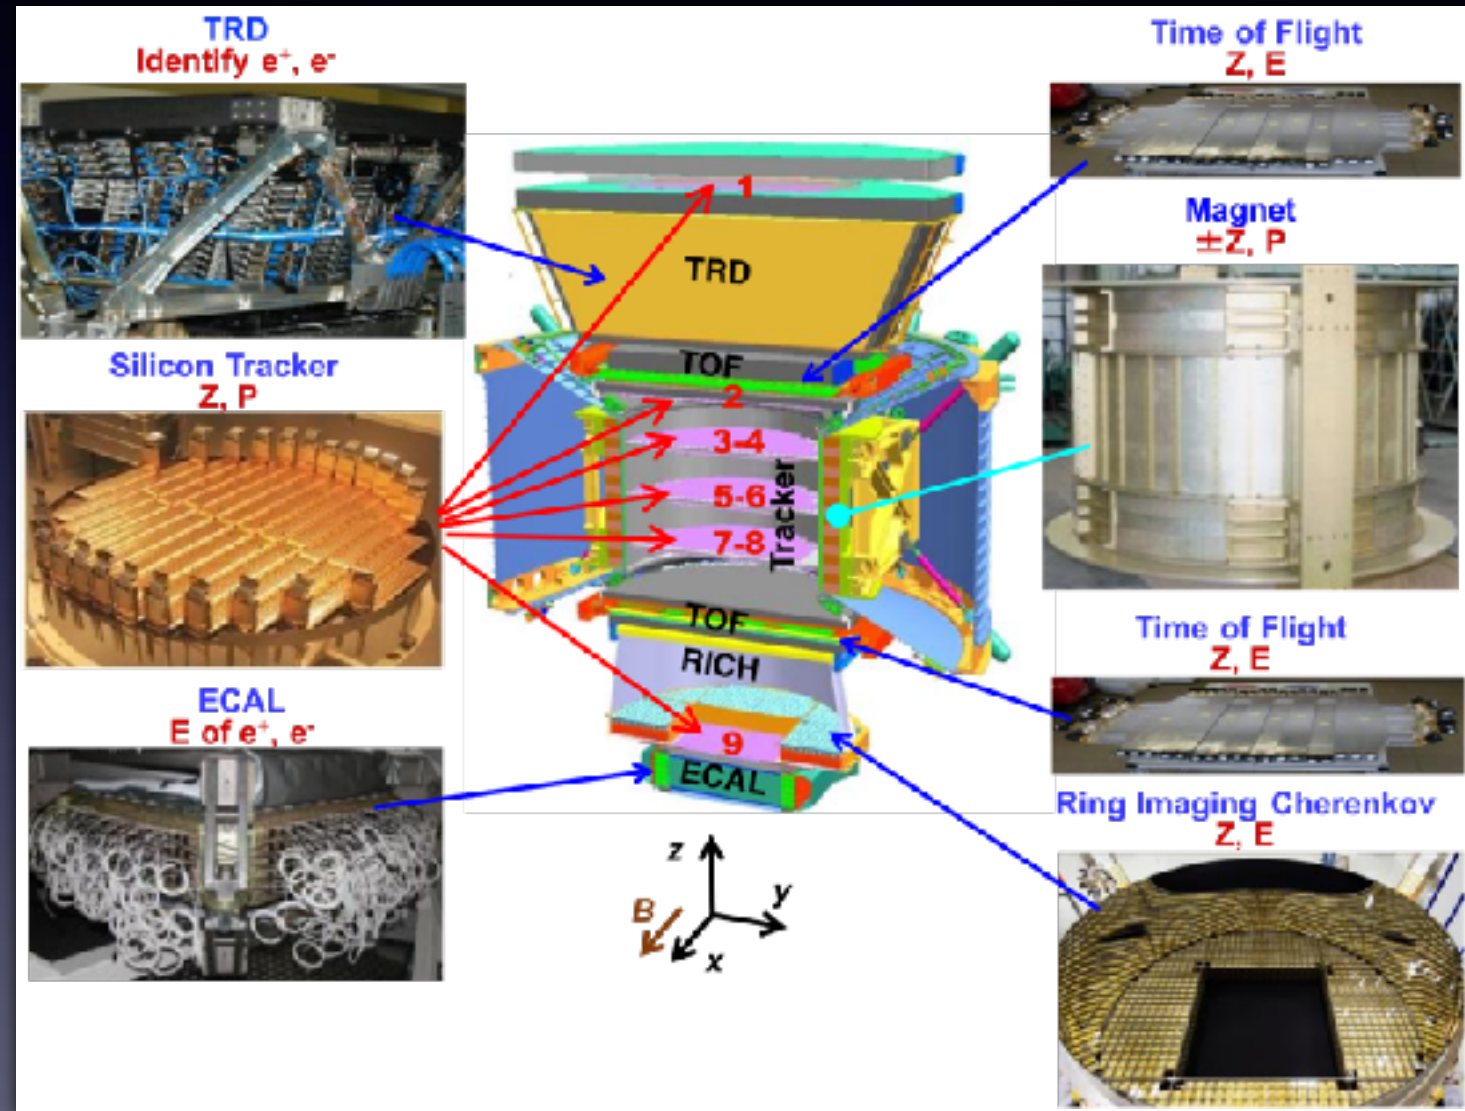 TRD
Identify e⁺, e⁻
Silicon Tracker
Z, P
ECAL
E of e⁺, e⁻
1
TRD
TOF
2
3-4
5-6
7-8
Tracker
TOF
RICH
9
ECAL
z
y
B
x
Time of Flight
Z, E
Magnet
±Z, P
Time of Flight
Z, E
Ring Imaging Cherenkov
Z, E